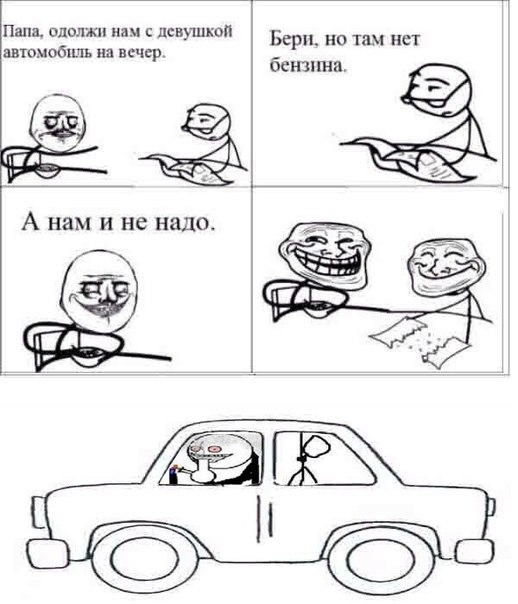 Папа, одолжи нам с девушкой
автомобиль на вечер.
Бери, но там нет
бензина.
А нам и не надо.